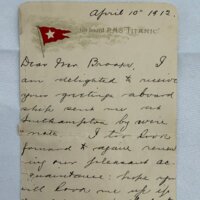 April 10th 1912.
On board R.M.S. "TITANIC"
Dear Mrs Brooks, I
am delighted to receive
your greetings aboard
ship sent me at
Southampton by wire
note. I too look
forward to again renew
ing our pleasant ac-
quaintance: hope you
will look me up if